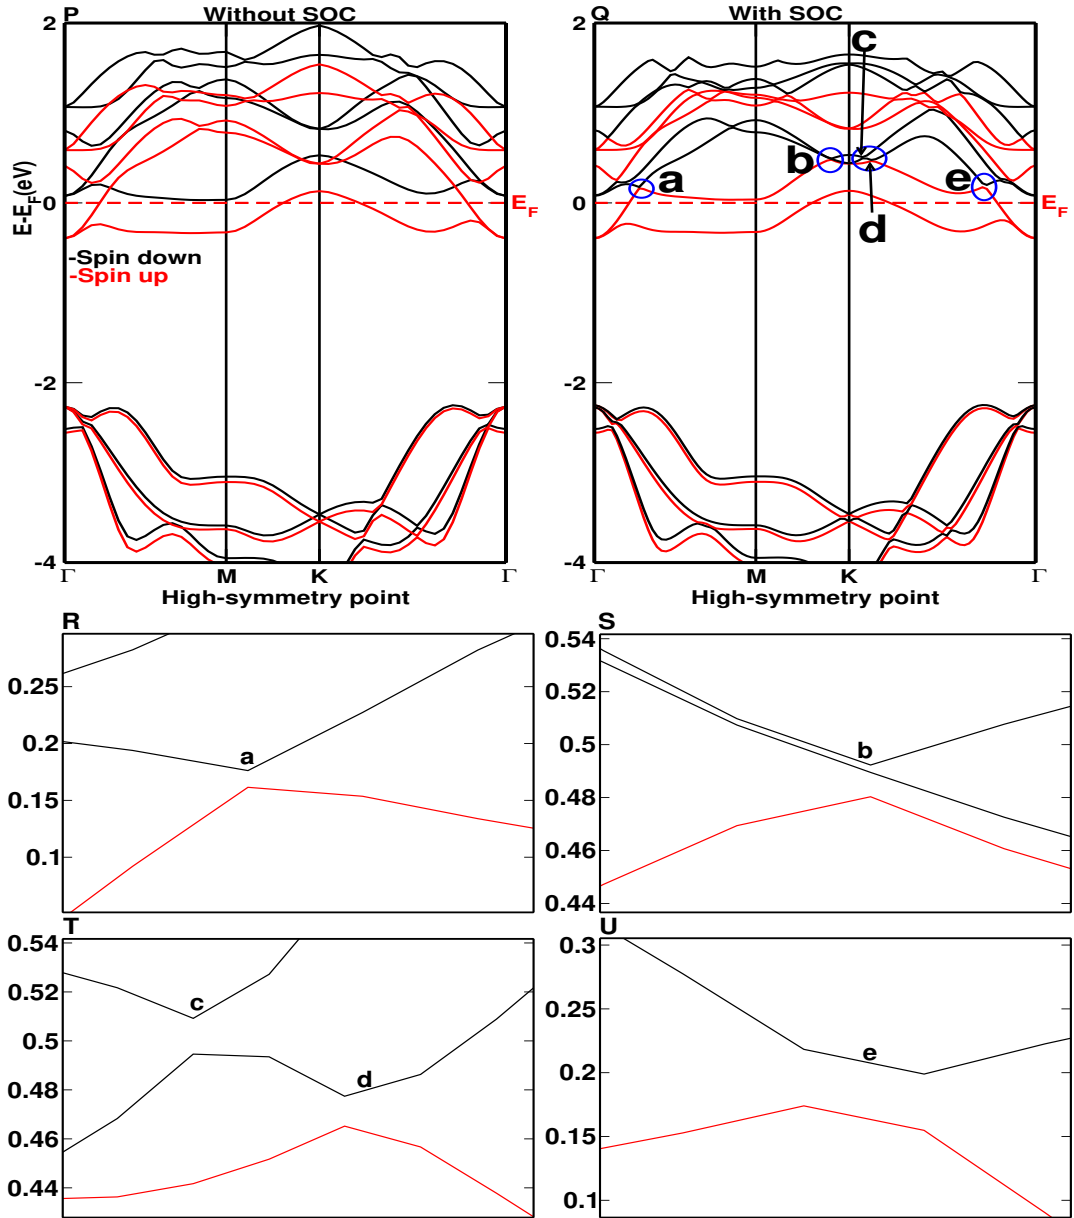 P
Without SOC
2
0
-2
-4
E-E_F(eV)
E_F
-Spin down
-Spin up
Γ
M
K
Γ
High-symmetry point
Q
With SOC
2
0
-2
-4
a
b
c
d
e
E_F
Γ
M
K
Γ
High-symmetry point
R
0.25
0.2
0.15
0.1
a
S
0.54
0.52
0.5
0.48
0.46
0.44
b
T
0.54
0.52
0.5
0.48
0.46
0.44
c
d
U
0.3
0.25
0.2
0.15
0.1
e